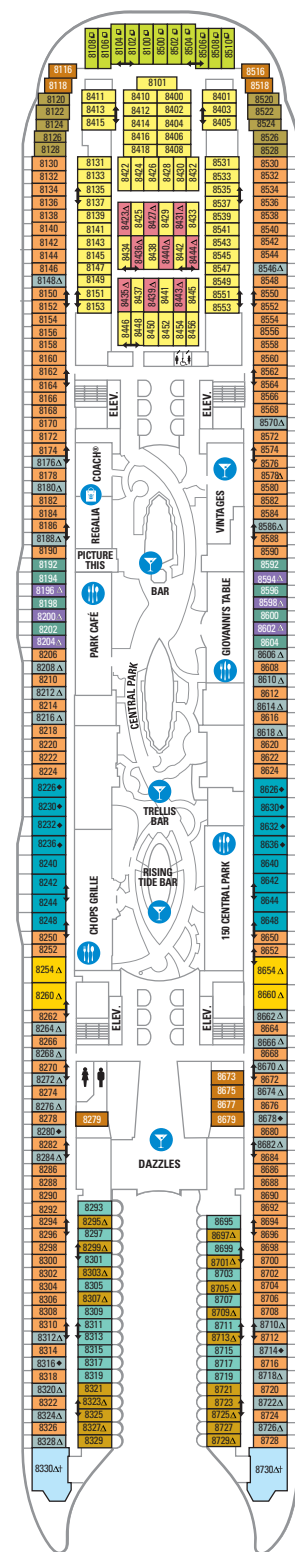 8108 8106 8104 8102 8100 8500 8502 8504 8506 8508 8510
8116 8516
8118 8518
8101
8120 8411 8410 8400 8401 8520
8122 8413 8412 8402 8403 8522
8124 8415 8414 8404 8405 8524
8126 8416 8406 8526
8128 8418 8408 8528
8130 8131 8422 8424 8426 8428 8430 8432 8531 8530
8132 8133 8533 8532
8134 8135 8535 8534
8136 8137 8423△ 8425 8427△ 8429 8431△ 8433 8537 8536
8138 8139 8539 8538
8140 8141 8434 8436△ 8438 8440△ 8442 8444△ 8541 8540
8142 8143 8543 8542
8144 8145 8545 8544
8146 8147 8547 8546△
8148△ 8149 8435△ 8437 8439△ 8441 8443△ 8445 8549 8548
8150 8151 8551 8550
8152 8153 8553 8552
8154 8446 8448 8450 8452 8454 8456 8554
8156 8556
8158 8558
8160 8560
8162 8562
8164 8564
8166 ELEV. ELEV. 8566
8168 8568
8170 8570△
8172 8572
8174 8574
8176△ REGALIA COACH® VINTAGES 8576
8178 8578△
8180△ 8580
8182 8582
8184 8584
8186 8586△
8188△ 8588
8190 PICTURE THIS 8590
8192 BAR 8592
8194 PARK CAFÉ GIOVANNI'S TABLE 8594△
8196△ 8596
8198 8598△
8200△ 8600
8202 8602△
8204△ 8604
8206 CENTRAL PARK 8606△
8208△ 8608
8210 8610△
8212△ 8612
8214 8614△
8216△ 8616
8218 8618△
8220 8620
8222 8622
8224 8624
8226◆ TRELLIS BAR 8626◆
8230◆ 8630◆
8232◆ 8632◆
8236◆ 8636◆
8240 RISING TIDE BAR 8640
8242 8642
8244 CHOPS GRILLE 150 CENTRAL PARK 8644
8248 8648
8250 8650
8252 8652
8254△ 8654△
8260△ 8660△
8262 ELEV. ELEV. 8662△
8264△ 8664
8266 8666△
8268△ 8668
8270 8673 8670△
8272△ 8675 8672
8274 8677 8674△
8276△ 8676
8278 8279 8679 8678◆
8280◆ DAZZLES 8680
8282 8682△
8284△ 8684
8286 8686
8288 8688
8290 8690
8292 8293 8692
8294 8295△ 8695 8694
8296 8297 8697△ 8696
8298 8299△ 8699 8698
8300 8301 8701△ 8700
8302 8303△ 8703 8702
8304 8305 8705△ 8704
8306 8307△ 8707 8706
8308 8309 8709△ 8708
8310 8311 8711 8710△
8312△ 8313 8713△ 8712
8314 8315 8715 8714◆
8316◆ 8317 8717 8716
8318 8319 8719 8718△
8320△ 8321 8721 8720
8322 8323△ 8723 8722△
8324△ 8325 8725△ 8724
8326 8327△ 8727 8726△
8328△ 8329 8729△ 8728
8330△† 8730△†